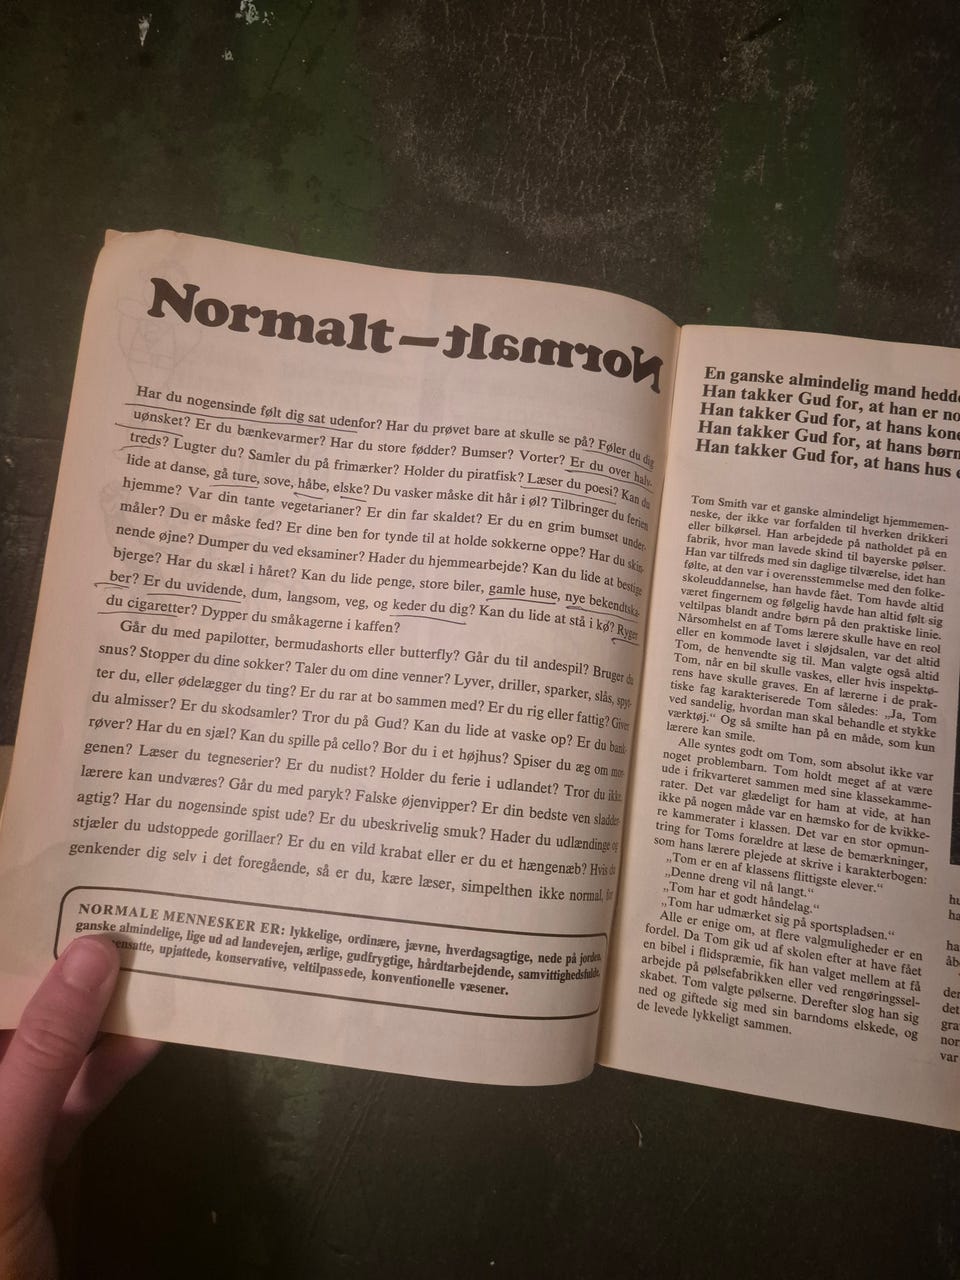 Normalt – Normalt
Har du nogensinde følt dig sat udenfor? Har du prøvet bare at skulle se på? Føler du dig
uønsket? Er du bænkevarmer? Har du store fødder? Bumser? Vorter? Er du over halv-
treds? Lugter du? Samler du på frimærker? Holder du piratfisk? Læser du poesi? Kan du
lide at danse, gå ture, sove, håbe, elske? Du vasker måske dit hår i øl? Tilbringer du ferien
hjemme? Var din tante vegetarianer? Er din far skaldet? Er du en grim bumset under-
måler? Du er måske fed? Er dine ben for tynde til at holde sokkerne oppe? Har du skin-
nende øjne? Dumper du ved eksaminer? Hader du hjemmearbejde? Kan du lide at bestige
bjerge? Har du skæl i håret? Kan du lide penge, store biler, gamle huse, nye bekendtska-
ber? Er du uvidende, dum, langsom, veg, og keder du dig? Kan du lide at stå i kø? Ryger
du cigaretter? Dypper du småkagerne i kaffen?
Går du med papilotter, bermudashorts eller butterfly? Går du til andespil? Bruger du
snus? Stopper du dine sokker? Taler du om dine venner? Lyver, driller, sparker, slås, spyt-
ter du, eller ødelægger du ting? Er du rar at bo sammen med? Er du rig eller fattig? Giver
du almisser? Er du skodsamler? Tror du på Gud? Kan du lide at vaske op? Er du bank-
røver? Har du en sjæl? Kan du spille på cello? Bor du i et højhus? Spiser du æg om mor-
genen? Læser du tegneserier? Er du nudist? Holder du ferie i udlandet? Tror du ikke
lærere kan undværes? Går du med paryk? Falske øjenvipper? Er din bedste ven sladder-
agtig? Har du nogensinde spist ude? Er du ubeskrivelig smuk? Hader du udlændinge og
stjæler du udstoppede gorillaer? Er du en vild krabat eller er du et hængenæb? Hvis du
genkender dig selv i det foregående, så er du, kære læser, simpelthen ikke normal, for
NORMALE MENNESKER ER: lykkelige, ordinære, jævne, hverdagsagtige, nede på jorden,
ganske almindelige, lige ud ad landevejen, ærlige, gudfrygtige, hårdtarbejdende, samvittighedsfulde,
upjattede, konservative, veltilpassede, konventionelle væsener.
En ganske almindelig mand hedd
Han takker Gud for, at han er no
Han takker Gud for, at hans kone
Han takker Gud for, at hans børn
Han takker Gud for, at hans hus e
Tom Smith var et ganske almindeligt hjemmemen-
neske, der ikke var forfalden til hverken drikkeri
eller bilkørsel. Han arbejdede på natholdet på en
fabrik, hvor man lavede skind til bayerske pølser.
Han var tilfreds med sin daglige tilværelse, idet han
følte, at den var i overensstemmelse med den folke-
skoleuddannelse, han havde fået. Tom havde altid
været fingernem og følgelig havde han altid følt sig
veltilpas blandt andre børn på den praktiske linie.
Nårsomhelst en af Toms lærere skulle have en reol
eller en kommode lavet i sløjdsalen, var det altid
Tom, de henvendte sig til. Man valgte også altid
Tom, når en bil skulle vaskes, eller hvis inspektø-
rens have skulle graves. En af lærerne i de prak-
tiske fag karakteriserede Tom således: „Ja, Tom
ved sandelig, hvordan man skal behandle et stykke
værktøj.“ Og så smilte han på en måde, som kun
lærere kan smile.
Alle syntes godt om Tom, som absolut ikke var
noget problembarn. Tom holdt meget af at være
ude i frikvarteret sammen med sine klassekamme-
rater. Det var glædeligt for ham at vide, at han
ikke på nogen måde var en hæmsko for de kvikke-
re kammerater i klassen. Det var en stor opmun-
tring for Toms forældre at læse de bemærkninger,
som hans lærere plejede at skrive i karakterbogen:
„Tom er en af klassens flittigste elever.“
„Denne dreng vil nå langt.“
„Tom har et godt håndelag.“
„Tom har udmærket sig på sportspladsen.“
Alle er enige om, at flere valgmuligheder er en
fordel. Da Tom gik ud af skolen efter at have fået
en bibel i flidspræmie, fik han valget mellem at få
arbejde på pølsefabrikken eller ved rengøringssel-
skabet. Tom valgte pølserne. Derefter slog han sig
ned og giftede sig med sin barndoms elskede, og
de levede lykkeligt sammen.
hu
ha
ha
åb
der
det
gra
nor
var